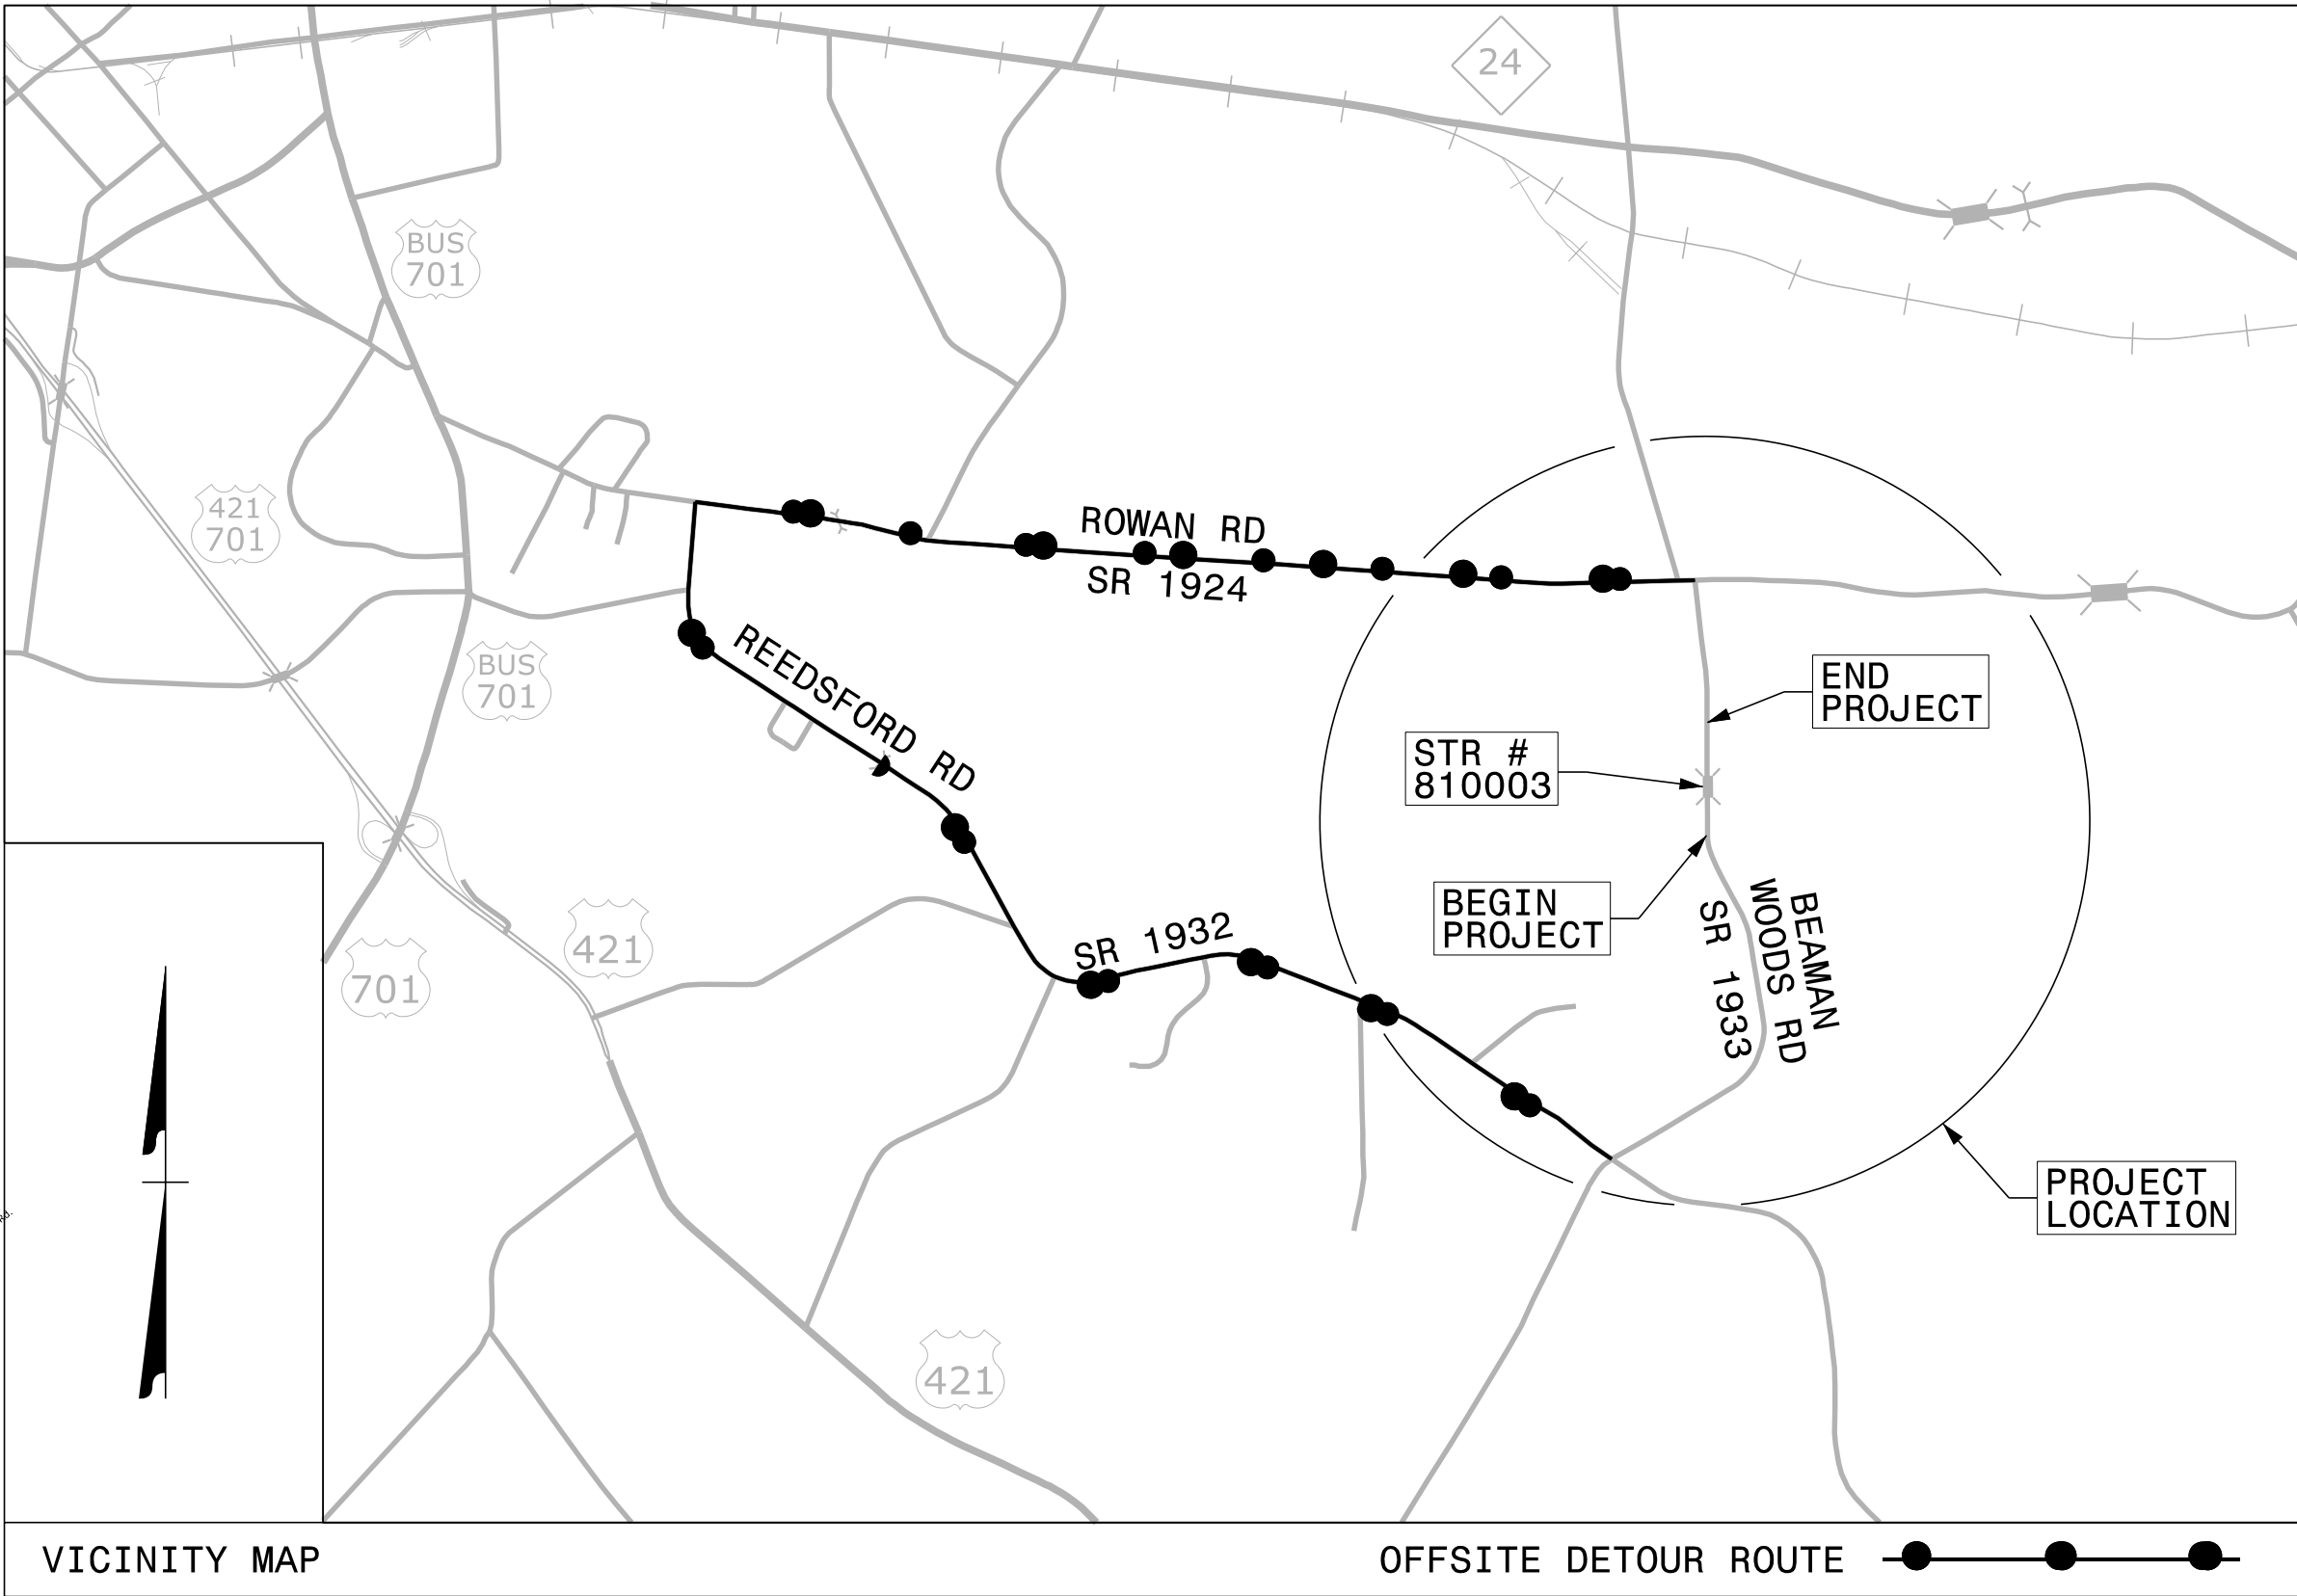 24
BUS
701
421
701
ROWAN RD
SR 1924
REEDSFORD RD
BUS
701
END
PROJECT
STR #
810003
BEGIN
PROJECT
BEAMAN
WOODS RD
SR 1933
SR 1932
421
701
PROJECT
LOCATION
Rd.
421
VICINITY MAP
OFFSITE DETOUR ROUTE